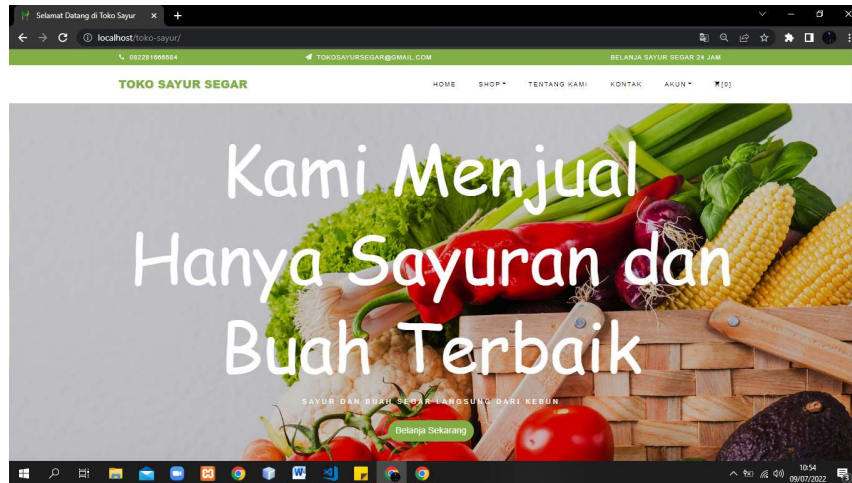 Selamat Datang di Toko Sayur
localhost/toko-sayur/
082281666584 TOKOSAYURSEGAR@GMAIL.COM BELANJA SAYUR SEGAR 24 JAM
TOKO SAYUR SEGAR HOME SHOP TENTANG KAMI KONTAK AKUN [0]
Kami Menjual
Hanya Sayuran dan
Buah Terbaik
SAYUR DAN BUAH SEGAR LANGSUNG DARI KEBUN
Belanja Sekarang
10:54
09/07/2022